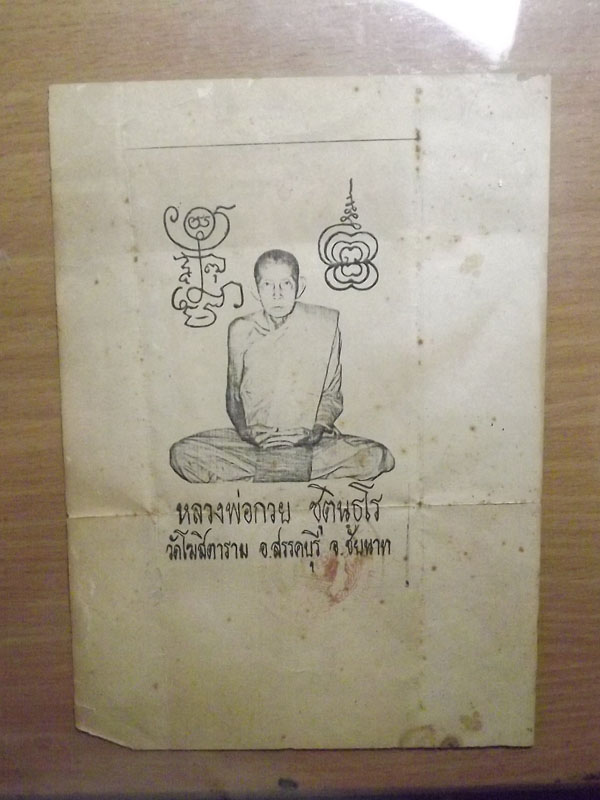 หลวงพ่อกวย ชุตินฺธโร
วัดโฆสิตาราม อ.สรรคบุรี จ.ชัยนาท